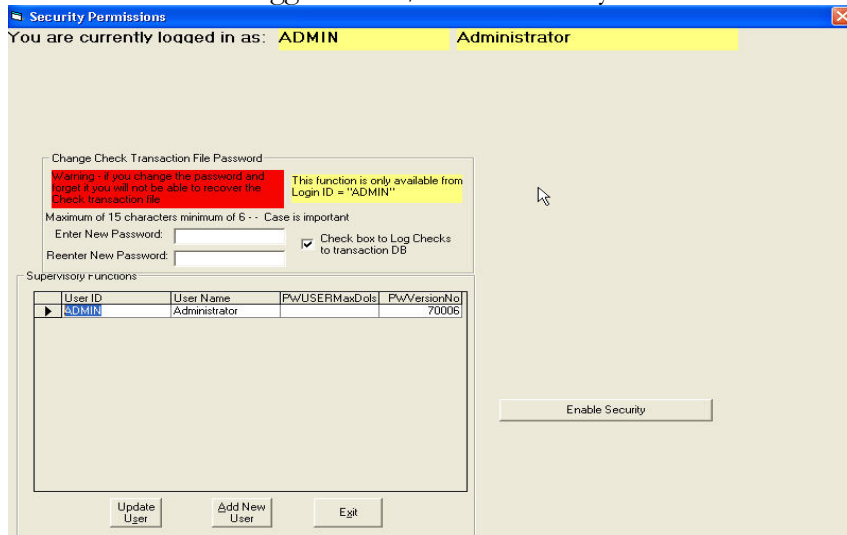 Security Permissions
You are currently logged in as: ADMIN Administrator
Change Check Transaction File Password
Warning - if you change the password and
forget it you will not be able to recover the
Check transaction file
This function is only available from
Login ID = "ADMIN"
Maximum of 15 characters minimum of 6 - - Case is important
Enter New Password:
Reenter New Password:
Check box to Log Checks
to transaction DB
Supervisory Functions
User ID User Name PWUSERMaxDols PWVersionNo
ADMIN Administrator 70006
Enable Security
Update
User
Add New
User
Exit